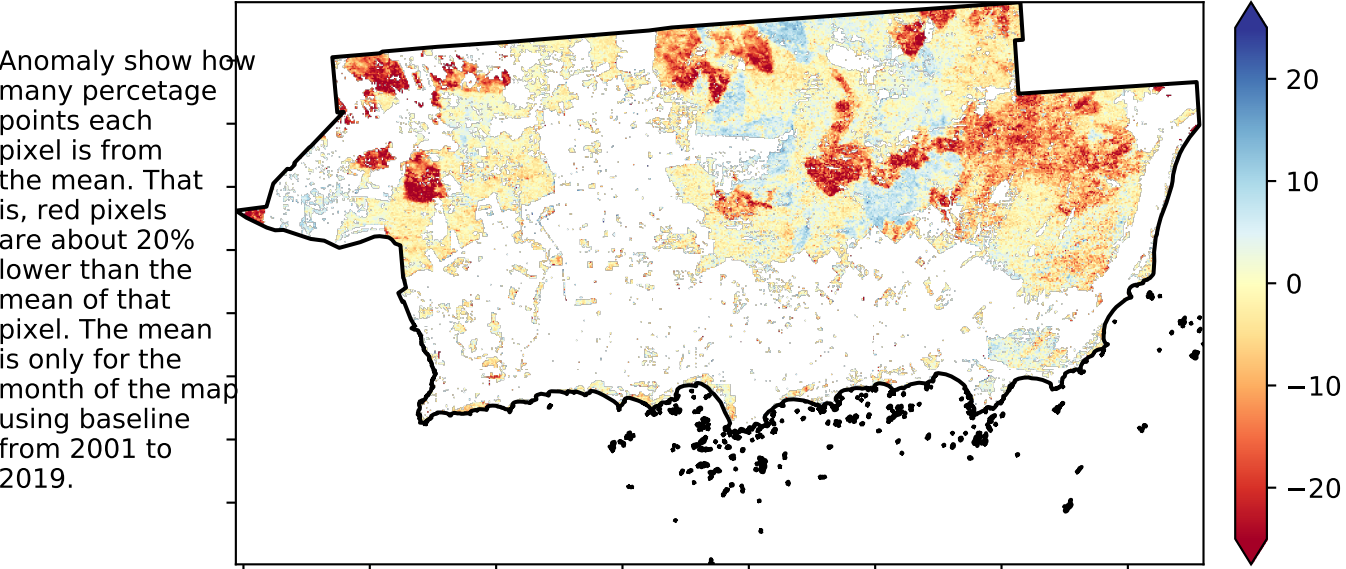 Anomaly show how
many percetage
points each
pixel is from
the mean. That
is, red pixels
are about 20%
lower than the
mean of that
pixel. The mean
is only for the
month of the map
using baseline
from 2001 to
2019.
20
10
0
−10
−20